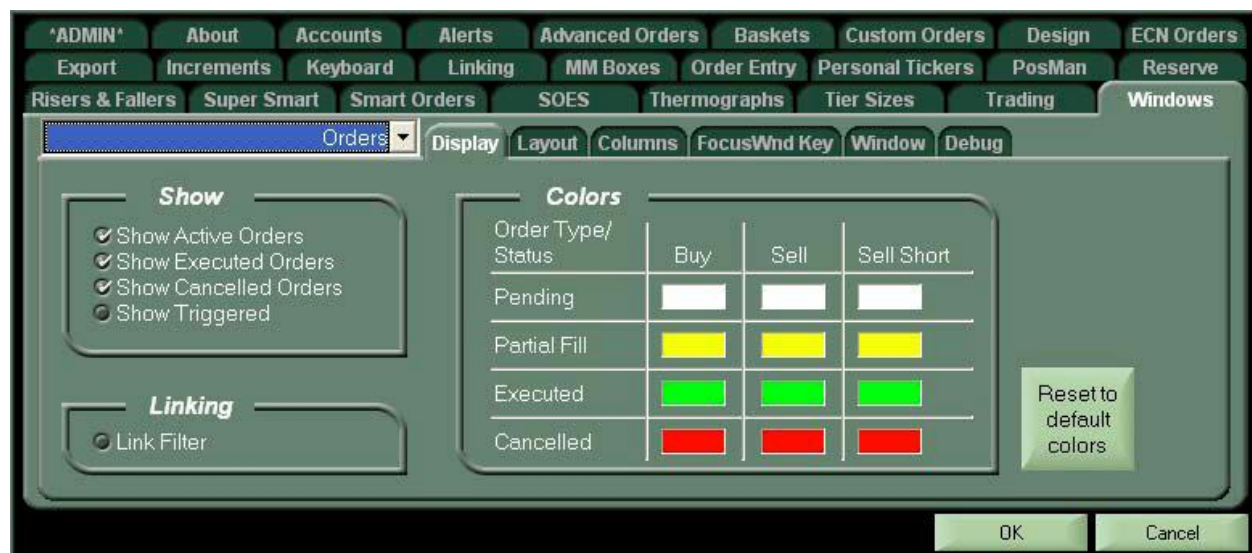 *ADMIN* About Accounts Alerts Advanced Orders Baskets Custom Orders Design ECN Orders
Export Increments Keyboard Linking MM Boxes Order Entry Personal Tickers PosMan Reserve
Risers & Fallers Super Smart Smart Orders SOES Thermographs Tier Sizes Trading Windows
Orders Display Layout Columns FocusWnd Key Window Debug
Show
Show Active Orders
Show Executed Orders
Show Cancelled Orders
Show Triggered
Linking
Link Filter
Colors
Order Type/
Status Buy Sell Sell Short
Pending
Partial Fill
Executed
Cancelled
Reset to
default
colors
OK Cancel